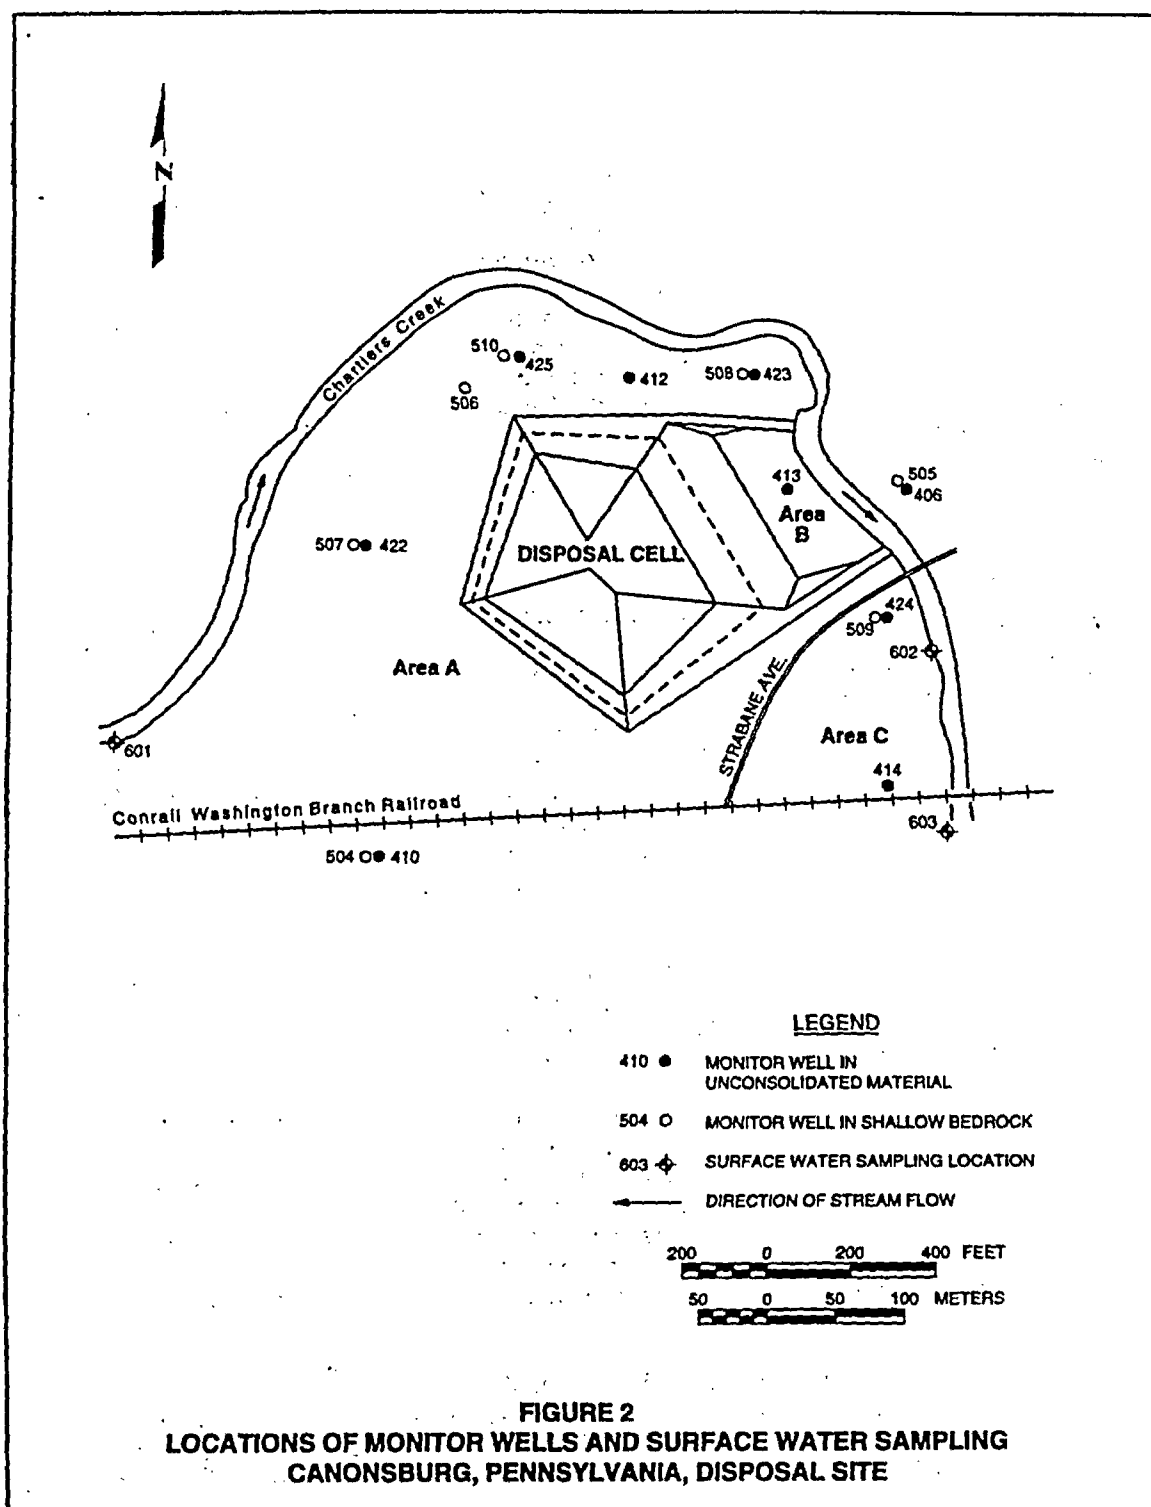 N
Chartiers Creek
510
425
412
508
423
506
505
406
413
Area
B
507
422
DISPOSAL CELL
424
509
602
Area A
STRABANE AVE.
Area C
601
414
Conrail Washington Branch Railroad
603
504
410
LEGEND
410 MONITOR WELL IN
UNCONSOLIDATED MATERIAL
504 MONITOR WELL IN SHALLOW BEDROCK
603 SURFACE WATER SAMPLING LOCATION
DIRECTION OF STREAM FLOW
200 0 200 400 FEET
50 0 50 100 METERS
FIGURE 2
LOCATIONS OF MONITOR WELLS AND SURFACE WATER SAMPLING
CANONSBURG, PENNSYLVANIA, DISPOSAL SITE